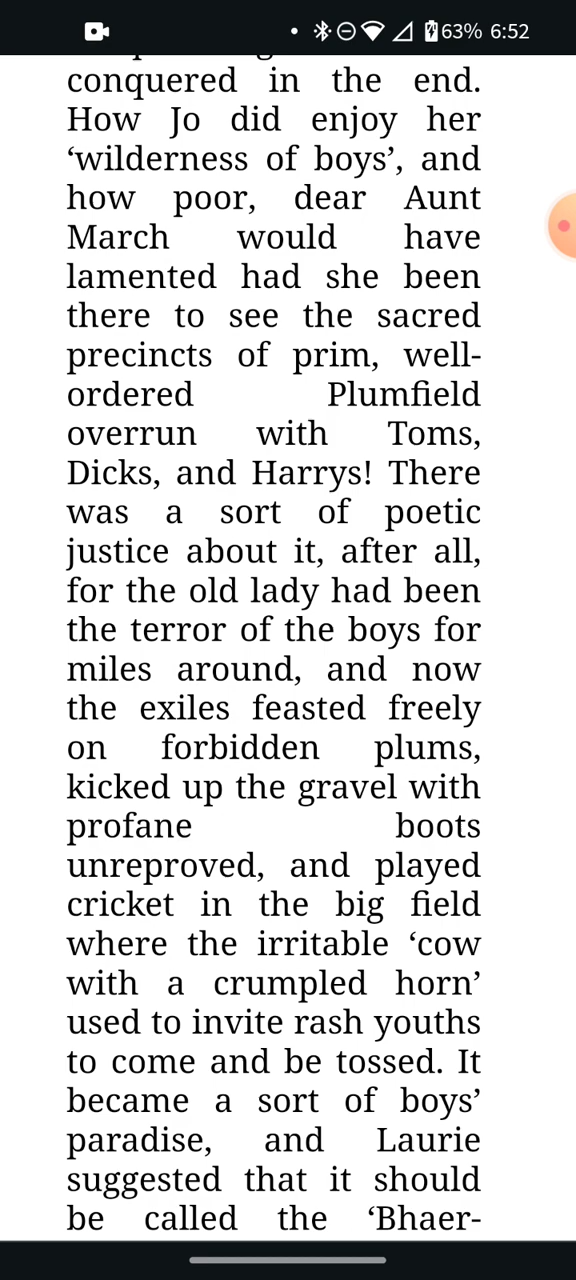 63% 6:52
conquered in the end.
How Jo did enjoy her
‘wilderness of boys’, and
how poor, dear Aunt
March would have
lamented had she been
there to see the sacred
precincts of prim, well-
ordered Plumfield
overrun with Toms,
Dicks, and Harrys! There
was a sort of poetic
justice about it, after all,
for the old lady had been
the terror of the boys for
miles around, and now
the exiles feasted freely
on forbidden plums,
kicked up the gravel with
profane boots
unreproved, and played
cricket in the big field
where the irritable ‘cow
with a crumpled horn’
used to invite rash youths
to come and be tossed. It
became a sort of boys’
paradise, and Laurie
suggested that it should
be called the ‘Bhaer-